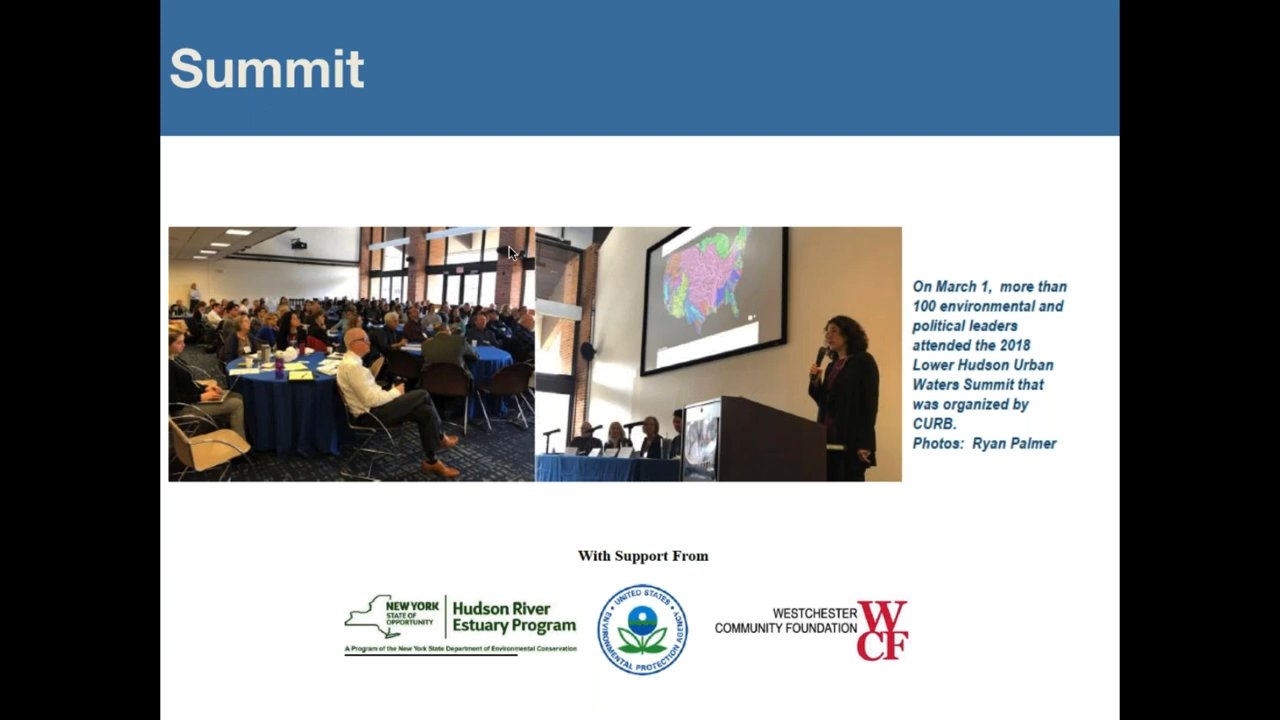 Summit
On March 1, more than
100 environmental and
political leaders
attended the 2018
Lower Hudson Urban
Waters Summit that
was organized by
CURB.
Photos: Ryan Palmer
With Support From
NEW YORK
STATE OF
OPPORTUNITY
Hudson River
Estuary Program
A Program of the New York State Department of Environmental Conservation
UNITED STATES
ENVIRONMENTAL PROTECTION AGENCY
WESTCHESTER
COMMUNITY FOUNDATION
W
CF